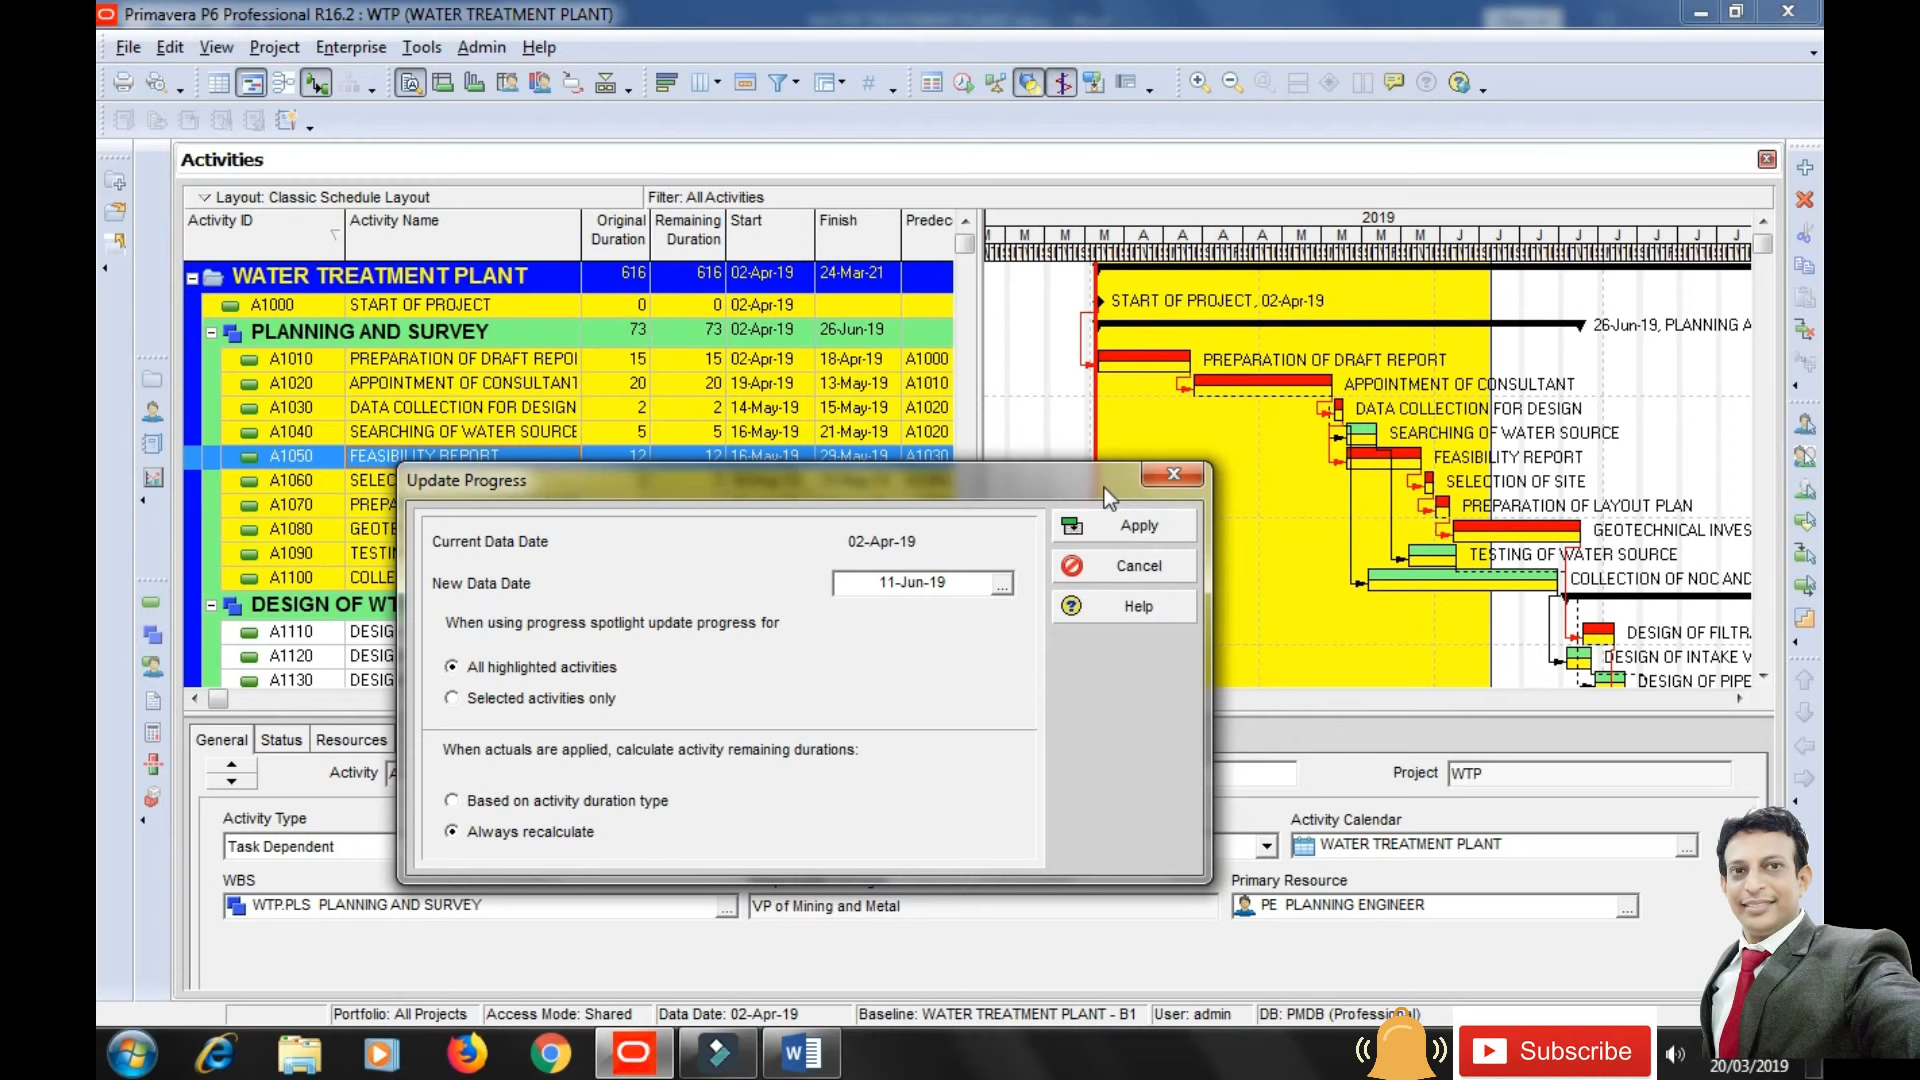 Primavera P6 Professional R16.2 : WTP (WATER TREATMENT PLANT)
File Edit View Project Enterprise Tools Admin Help
Activities
Layout: Classic Schedule Layout Filter: All Activities
Activity ID Activity Name Original Duration Remaining Duration Start Finish Predec
2019
M M M M A A A A M M M M J J J J J J J
WATER TREATMENT PLANT 616 616 02-Apr-19 24-Mar-21
A1000 START OF PROJECT 0 0 02-Apr-19
START OF PROJECT, 02-Apr-19
PLANNING AND SURVEY 73 73 02-Apr-19 26-Jun-19
26-Jun-19, PLANNING A
A1010 PREPARATION OF DRAFT REPOI 15 15 02-Apr-19 18-Apr-19 A1000
PREPARATION OF DRAFT REPORT
A1020 APPOINTMENT OF CONSULTANT 20 20 19-Apr-19 13-May-19 A1010
APPOINTMENT OF CONSULTANT
A1030 DATA COLLECTION FOR DESIGN 2 2 14-May-19 15-May-19 A1020
DATA COLLECTION FOR DESIGN
A1040 SEARCHING OF WATER SOURCE 5 5 16-May-19 21-May-19 A1020
SEARCHING OF WATER SOURCE
A1050 FEASIBILITY REPORT 12 12 16-May-19 29-May-19 A1030
FEASIBILITY REPORT
A1060 SELEC
SELECTION OF SITE
A1070 PREPA
PREPARATION OF LAYOUT PLAN
A1080 GEOTE
GEOTECHNICAL INVES
A1090 TESTIN
TESTING OF WATER SOURCE
A1100 COLLE
COLLECTION OF NOC AND
DESIGN OF WT
A1110 DESIG
DESIGN OF FILTR
A1120 DESIG
DESIGN OF INTAKE V
A1130 DESIG
DESIGN OF PIPE
Update Progress
Current Data Date 02-Apr-19
New Data Date 11-Jun-19 ...
When using progress spotlight update progress for
All highlighted activities
Selected activities only
When actuals are applied, calculate activity remaining durations:
Based on activity duration type
Always recalculate
Apply
Cancel
Help
General Status Resources
Activity Project WTP
Activity Type Activity Calendar
Task Dependent WATER TREATMENT PLANT ...
WBS Primary Resource
WTP.PLS PLANNING AND SURVEY ... VP of Mining and Metal PE PLANNING ENGINEER ...
Portfolio: All Projects Access Mode: Shared Data Date: 02-Apr-19 Baseline: WATER TREATMENT PLANT - B1 User: admin DB: PMDB (Professional)
Subscribe
20/03/2019